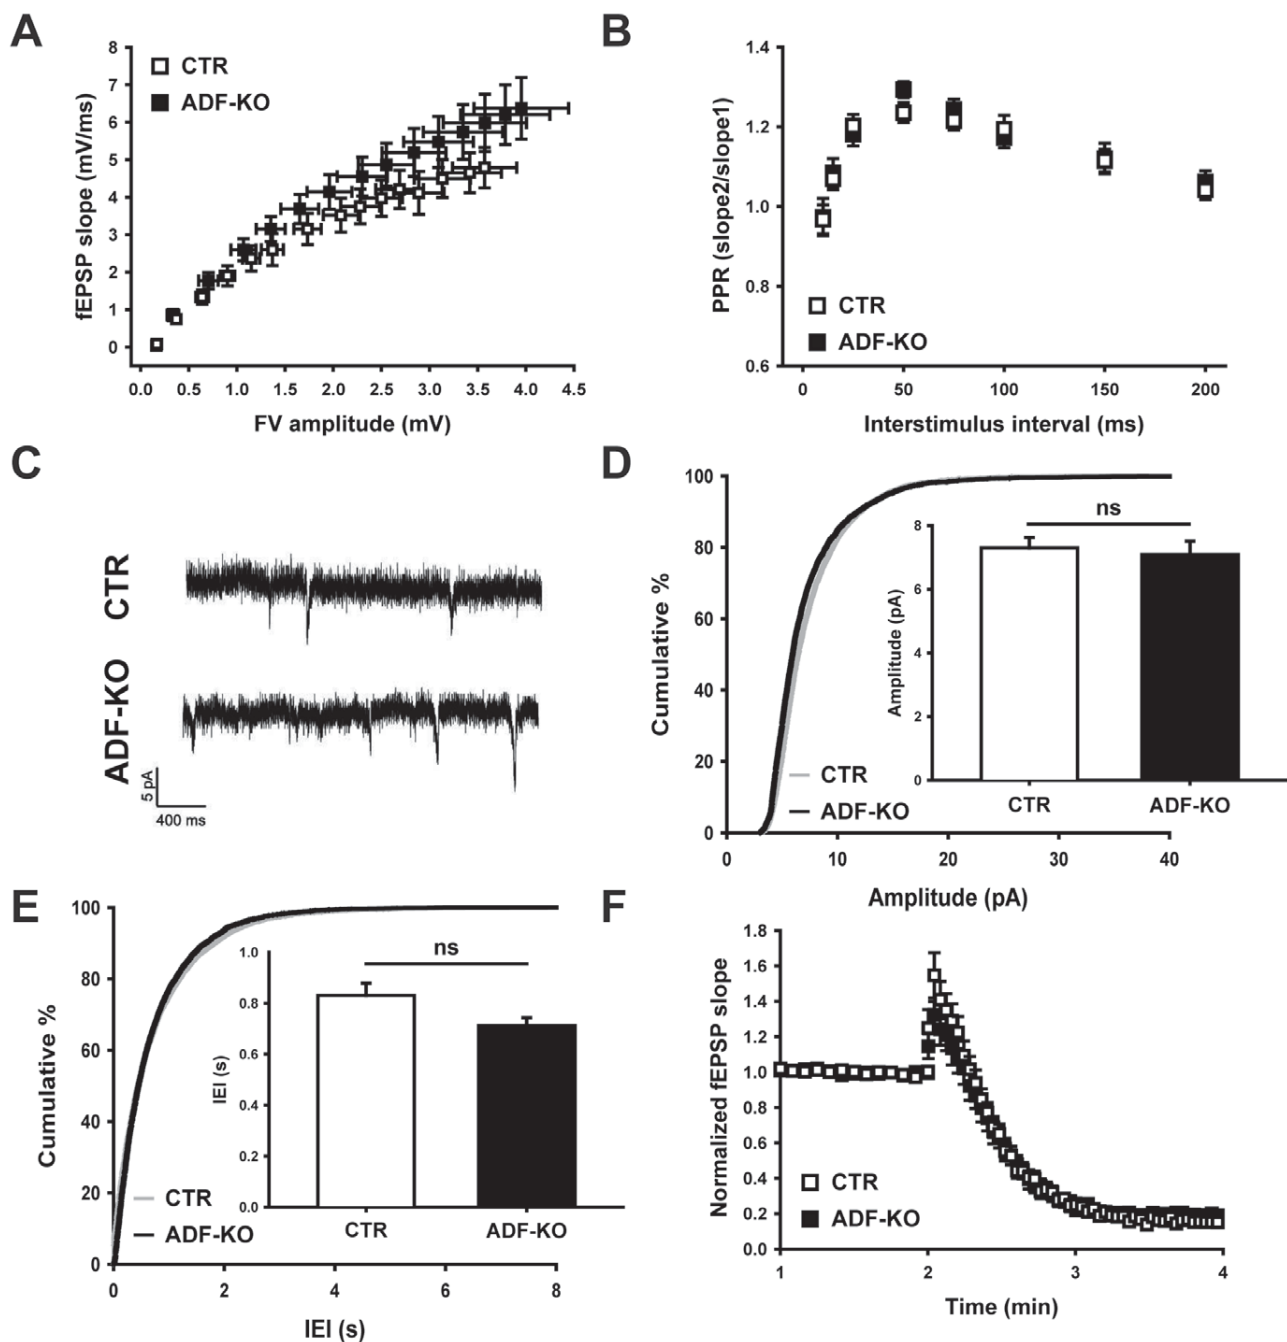 A
fEPSP slope (mV/ms)
8
7
6
5
4
3
2
1
0
CTR
ADF-KO
0.0 0.5 1.0 1.5 2.0 2.5 3.0 3.5 4.0 4.5
FV amplitude (mV)
B
PPR (slope2/slope1)
1.4
1.2
1.0
0.8
0.6
CTR
ADF-KO
0 50 100 150 200
Interstimulus interval (ms)
C
CTR
ADF-KO
5 pA
400 ms
D
Cumulative %
100
80
60
40
20
0
CTR
ADF-KO
0 10 20 30 40
Amplitude (pA)
Amplitude (pA)
8
6
4
2
0
ns
CTR ADF-KO
E
Cumulative %
100
80
60
40
20
0
CTR
ADF-KO
0 2 4 6 8
IEI (s)
IEI (s)
1.0
0.8
0.6
0.4
0.2
0.0
ns
CTR ADF-KO
F
Normalized fEPSP slope
1.8
1.6
1.4
1.2
1.0
0.8
0.6
0.4
0.2
0.0
CTR
ADF-KO
1 2 3 4
Time (min)